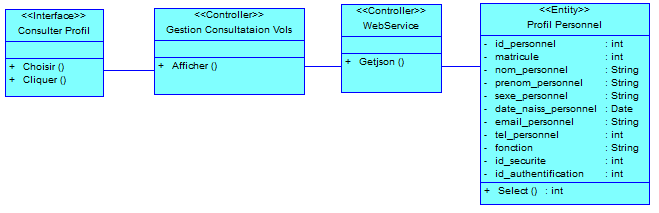 <<Interface>>
Consulter Profil
+ Choisir ()
+ Cliquer ()
<<Controller>>
Gestion Consultataion Vols
+ Afficher ()
<<Controller>>
WebService
+ Getjson ()
<<Entity>>
Profil Personnel
- id_personnel : int
- matricule : int
- nom_personnel : String
- prenom_personnel : String
- sexe_personnel : String
- date_naiss_personnel : Date
- email_personnel : String
- tel_personnel : int
- fonction : String
- id_securite : int
- id_authentification : int
+ Select () : int